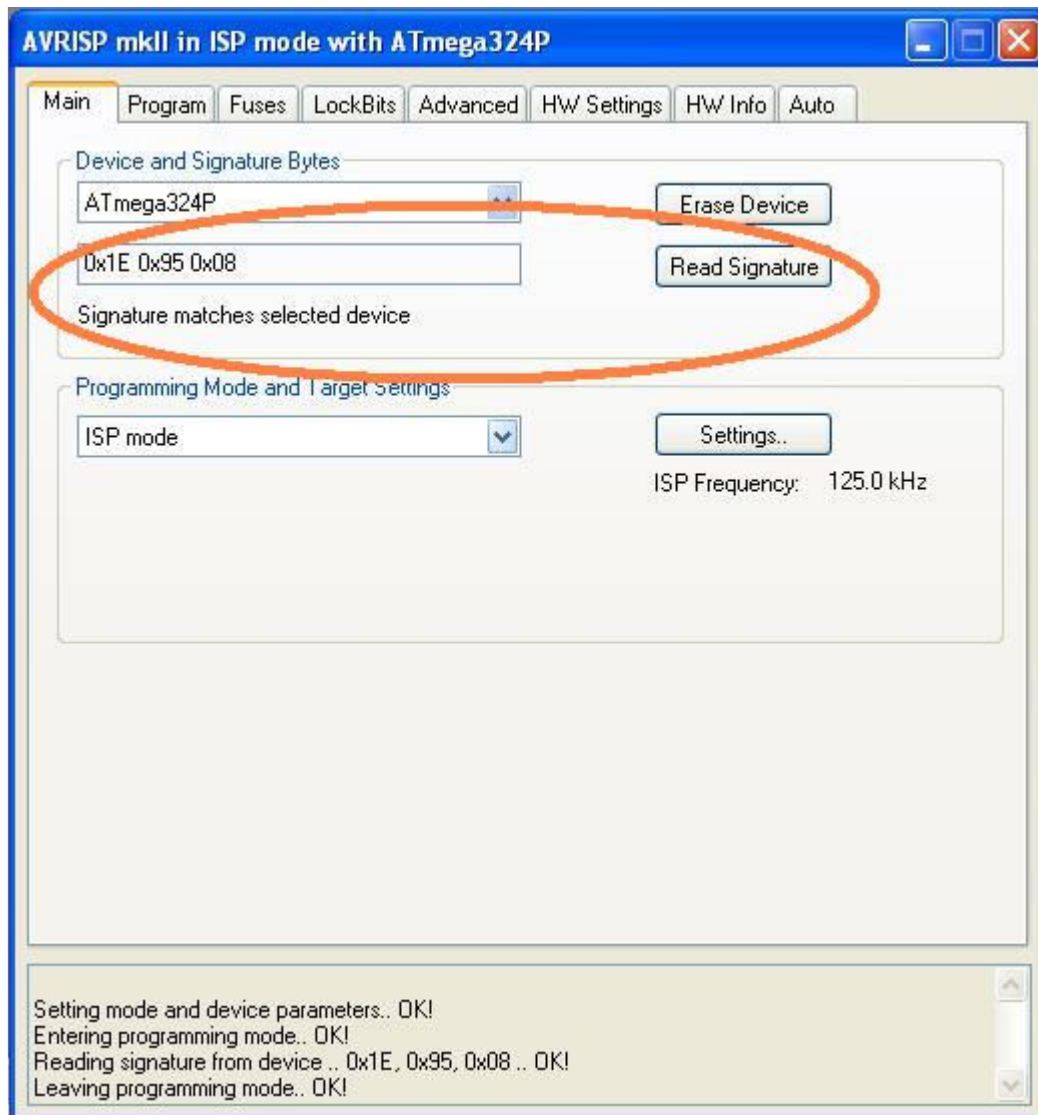 AVRISP mkII in ISP mode with ATmega324P
Main Program Fuses LockBits Advanced HW Settings HW Info Auto
Device and Signature Bytes
ATmega324P Erase Device
0x1E 0x95 0x08 Read Signature
Signature matches selected device
Programming Mode and Target Settings
ISP mode Settings..
ISP Frequency: 125.0 kHz
Setting mode and device parameters.. OK!
Entering programming mode.. OK!
Reading signature from device .. 0x1E, 0x95, 0x08 .. OK!
Leaving programming mode.. OK!